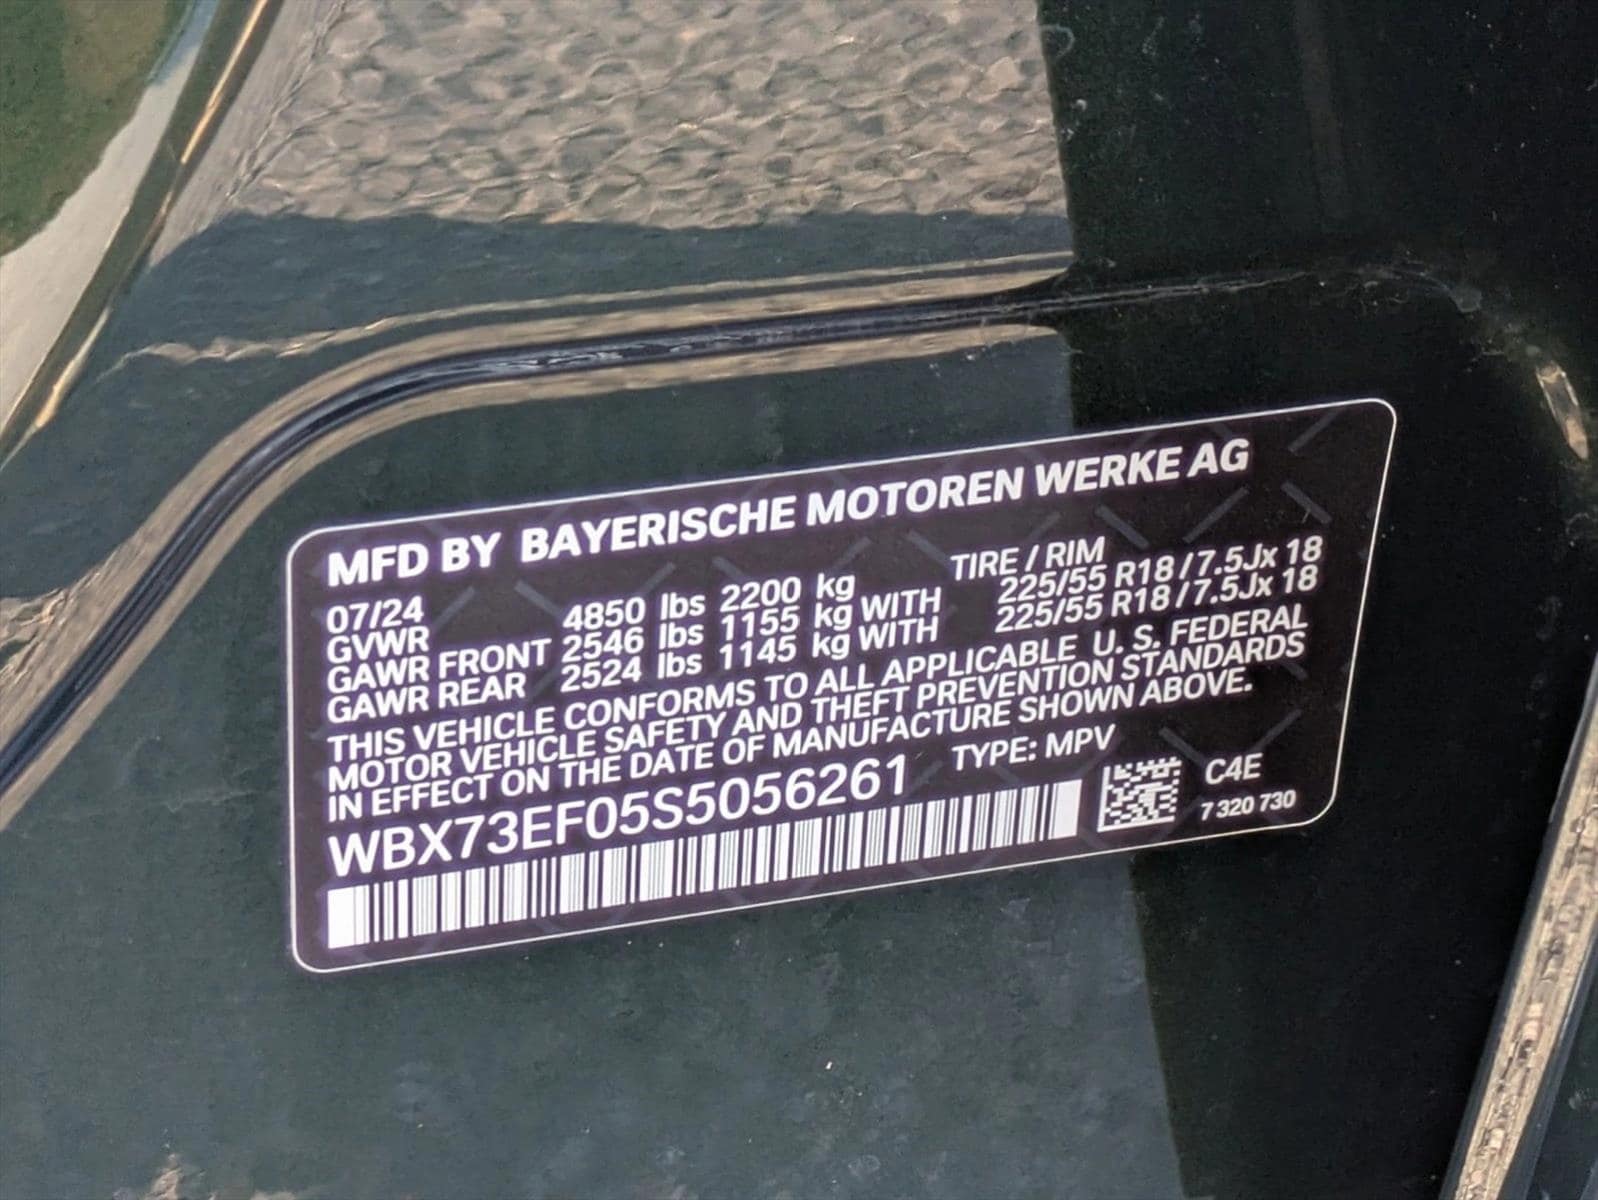 MFD BY BAYERISCHE MOTOREN WERKE AG
07/24 TIRE / RIM
GVWR 4850 lbs 2200 kg
GAWR FRONT 2546 lbs 1155 kg WITH 225/55 R18 / 7.5Jx 18
GAWR REAR 2524 lbs 1145 kg WITH 225/55 R18 / 7.5Jx 18
THIS VEHICLE CONFORMS TO ALL APPLICABLE U. S. FEDERAL
MOTOR VEHICLE SAFETY AND THEFT PREVENTION STANDARDS
IN EFFECT ON THE DATE OF MANUFACTURE SHOWN ABOVE.
WBX73EF05S5056261 TYPE: MPV
C4E
7 320 730